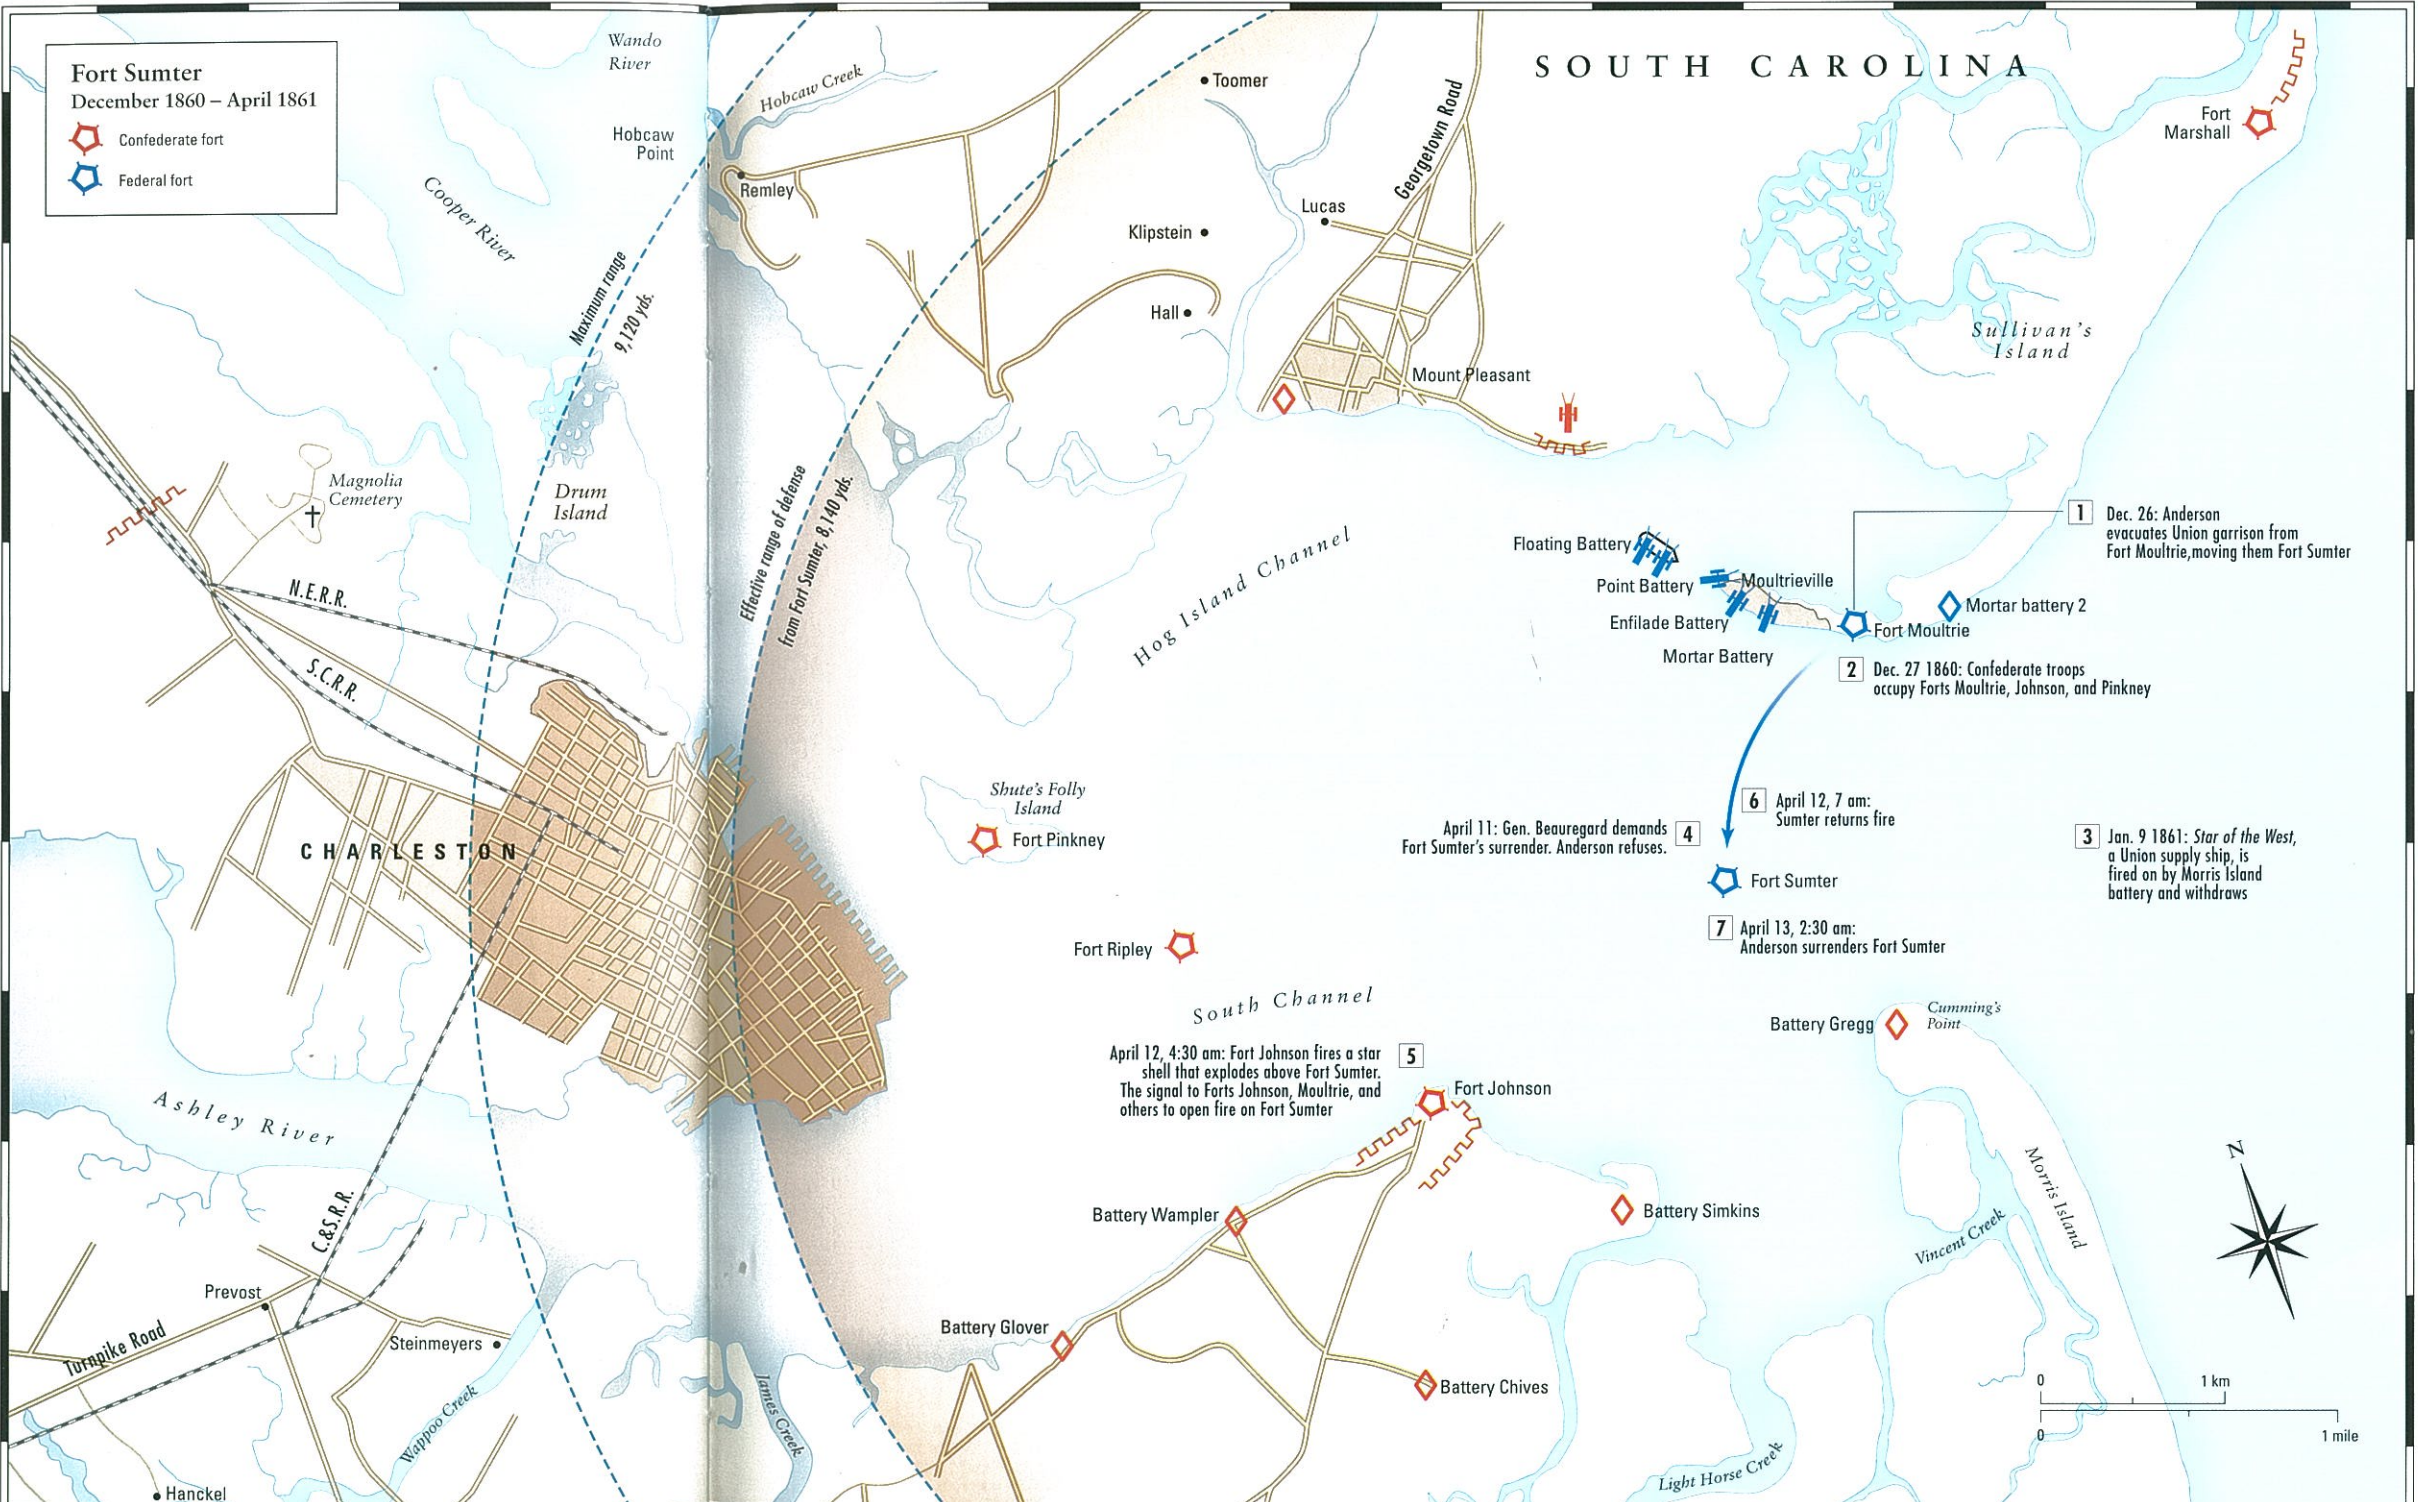 Fort Sumter
December 1860 – April 1861
Confederate fort
Federal fort
Wando
River
Hobcaw
Point
Cooper River
Hobcaw Creek
Remley
Toomer
Klipstein
Hall
Lucas
Georgetown Road
SOUTH CAROLINA
Fort
Marshall
Sullivan's
Island
Mount Pleasant
Maximum range
9,120 yds.
Effective range of defense
from Fort Sumter, 8,140 yds.
Magnolia
Cemetery
Drum
Island
N.E.R.R.
S.C.R.R.
CHARLESTON
Hog Island Channel
Floating Battery
Point Battery
Moultrieville
Enfilade Battery
Mortar Battery
Fort Moultrie
Mortar battery 2
1 Dec. 26: Anderson
evacuates Union garrison from
Fort Moultrie,moving them Fort Sumter
2 Dec. 27 1860: Confederate troops
occupy Forts Moultrie, Johnson, and Pinkney
6 April 12, 7 am:
Sumter returns fire
April 11: Gen. Beauregard demands 4
Fort Sumter's surrender. Anderson refuses.
3 Jan. 9 1861: Star of the West,
a Union supply ship, is
fired on by Morris Island
battery and withdraws
Fort Sumter
7 April 13, 2:30 am:
Anderson surrenders Fort Sumter
Shute's Folly
Island
Fort Pinkney
Fort Ripley
South Channel
April 12, 4:30 am: Fort Johnson fires a star 5
shell that explodes above Fort Sumter.
The signal to Forts Johnson, Moultrie, and
others to open fire on Fort Sumter
Fort Johnson
Battery Gregg
Cumming's
Point
Morris Island
Vincent Creek
Battery Simkins
Battery Wampler
Battery Glover
Battery Chives
Light Horse Creek
Ashley River
C.&S.R.R.
Prevost
Turnpike Road
Steinmeyers
Wappoo Creek
James Creek
Hanckel
N
0 1 km
0 1 mile